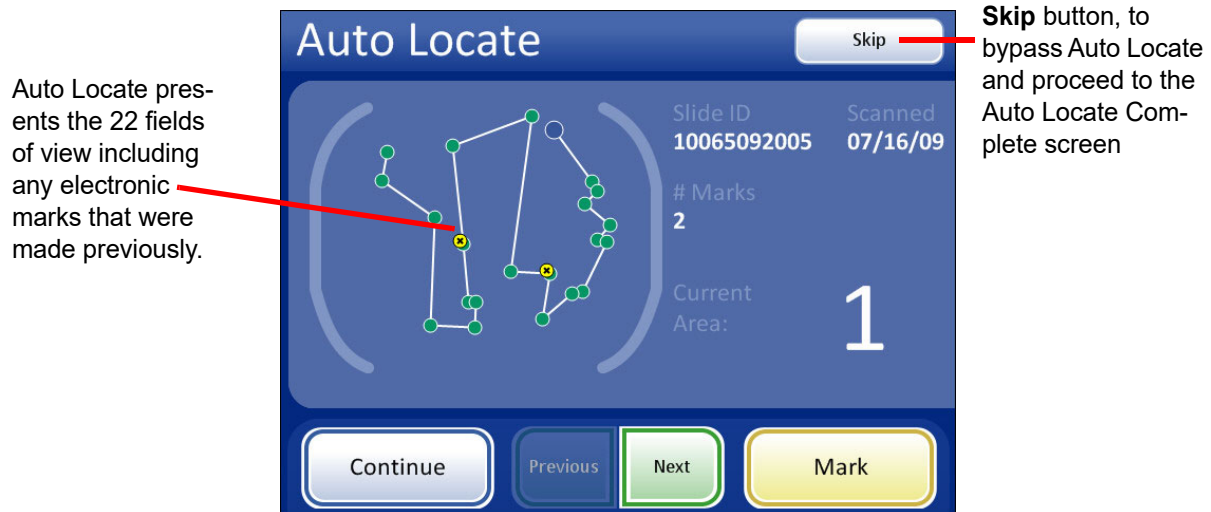 Auto Locate pres-
ents the 22 fields
of view including
any electronic
marks that were
made previously.
Auto Locate
Skip
Slide ID
10065092005
Scanned
07/16/09
# Marks
2
Current
Area:
1
Continue
Previous
Next
Mark
Skip button, to
bypass Auto Locate
and proceed to the
Auto Locate Com-
plete screen